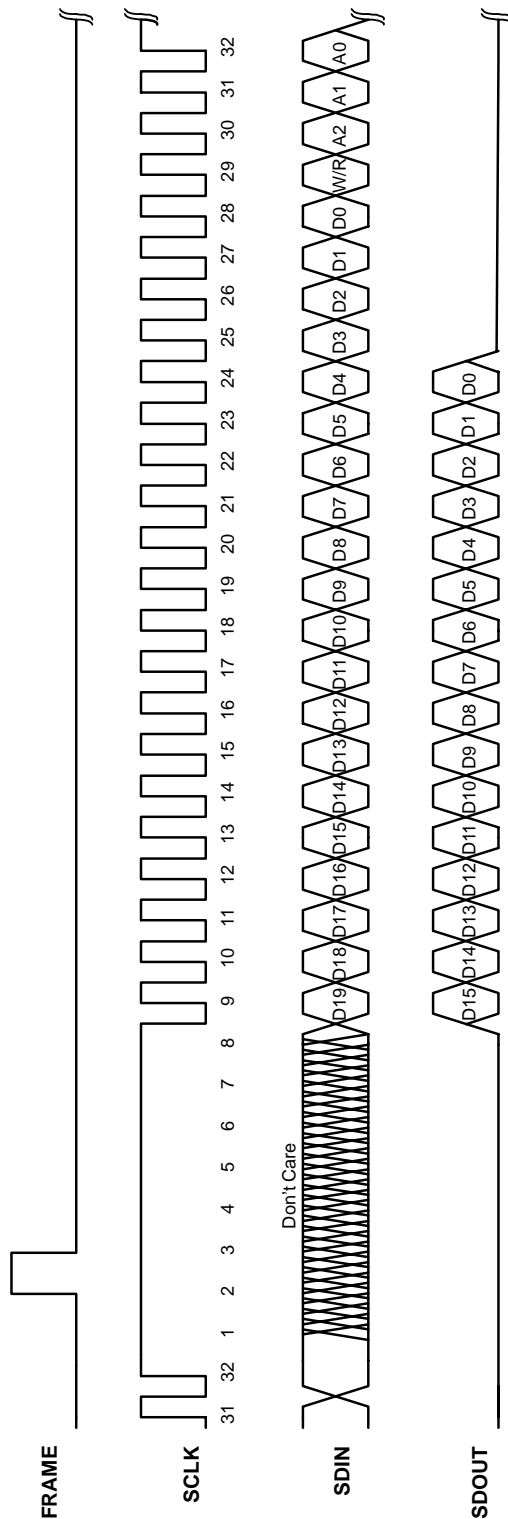 FRAME
SCLK
31 32 1 2 3 4 5 6 7 8 9 10 11 12 13 14 15 16 17 18 19 20 21 22 23 24 25 26 27 28 29 30 31 32
Don't Care
SDIN
D19 D18 D17 D16 D15 D14 D13 D12 D11 D10 D9 D8 D7 D6 D5 D4 D3 D2 D1 D0 W/R A2 A1 A0
SDOUT
D15 D14 D13 D12 D11 D10 D9 D8 D7 D6 D5 D4 D3 D2 D1 D0